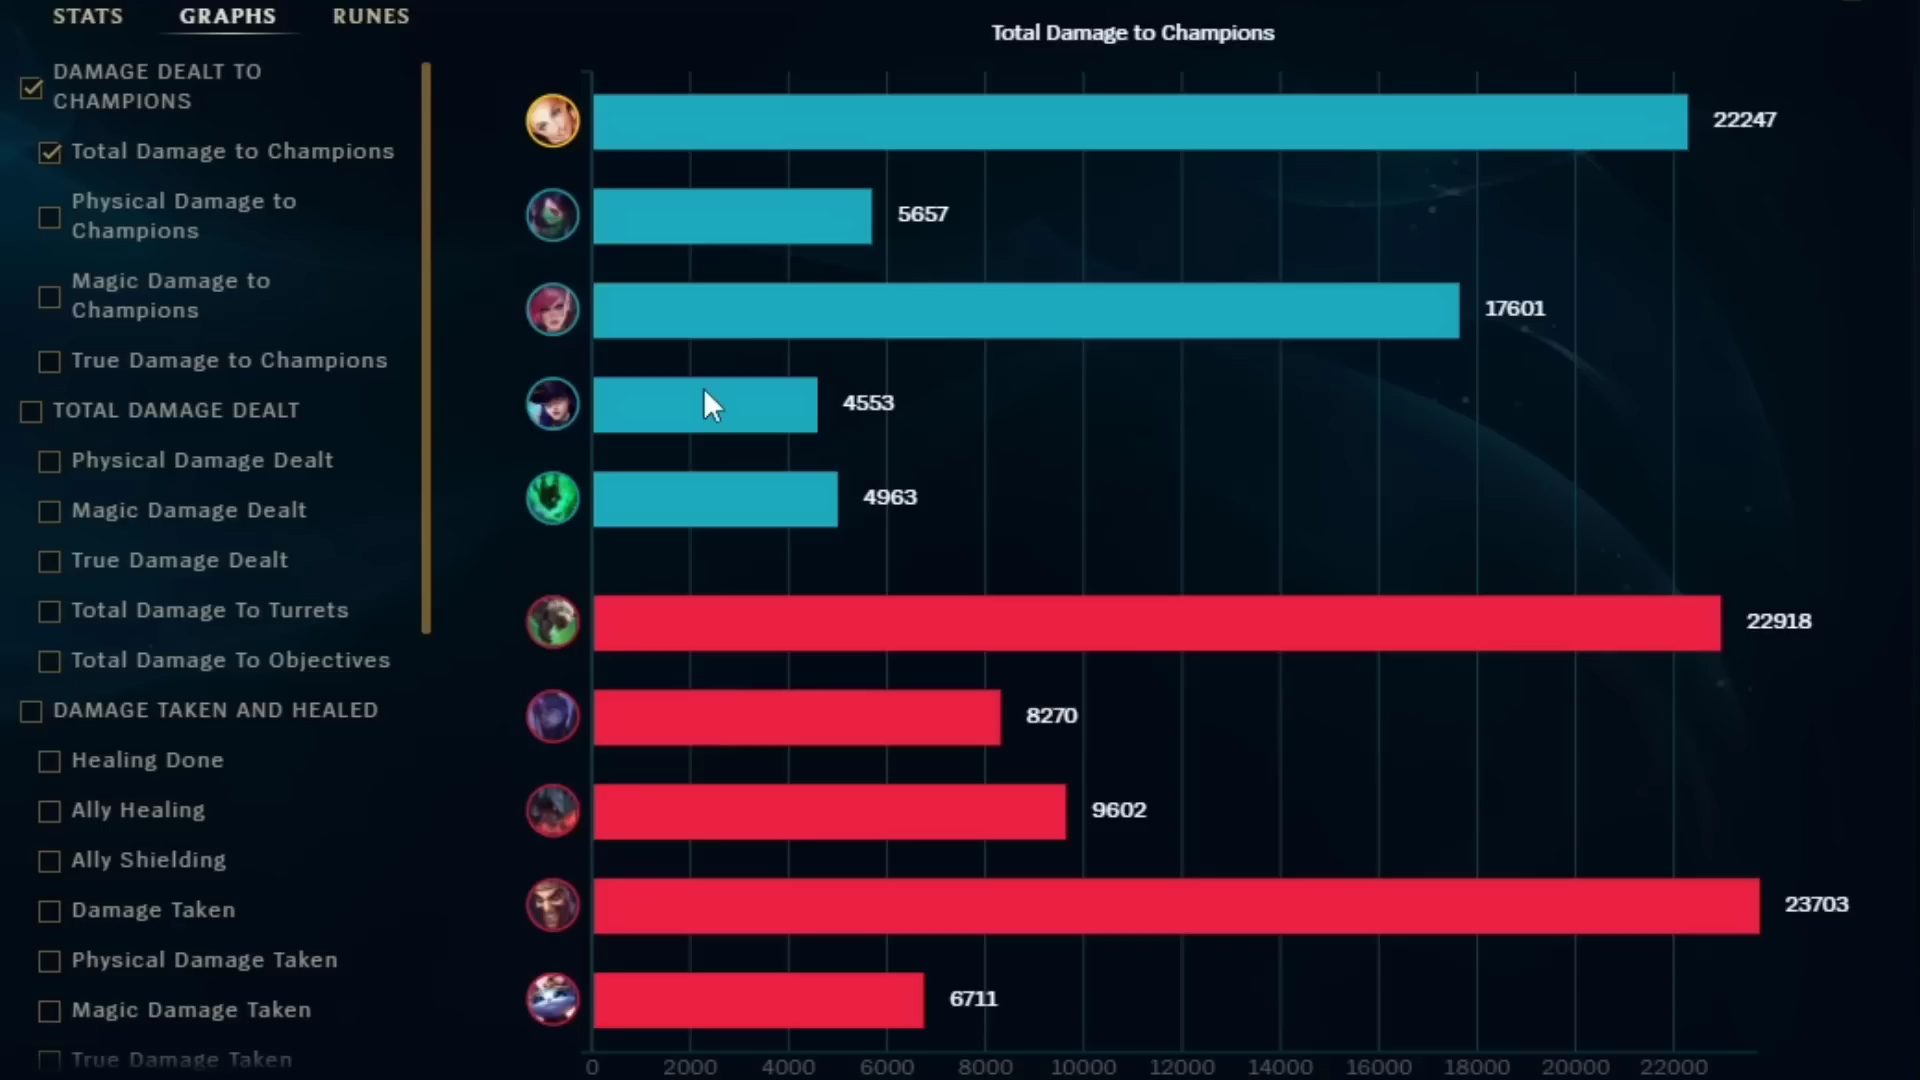 STATS GRAPHS RUNES
DAMAGE DEALT TO
CHAMPIONS
Total Damage to Champions
Physical Damage to
Champions
Magic Damage to
Champions
True Damage to Champions
TOTAL DAMAGE DEALT
Physical Damage Dealt
Magic Damage Dealt
True Damage Dealt
Total Damage To Turrets
Total Damage To Objectives
DAMAGE TAKEN AND HEALED
Healing Done
Ally Healing
Ally Shielding
Damage Taken
Physical Damage Taken
Magic Damage Taken
True Damage Taken
Total Damage to Champions
22247
5657
17601
4553
4963
22918
8270
9602
23703
6711
0 2000 4000 6000 8000 10000 12000 14000 16000 18000 20000 22000